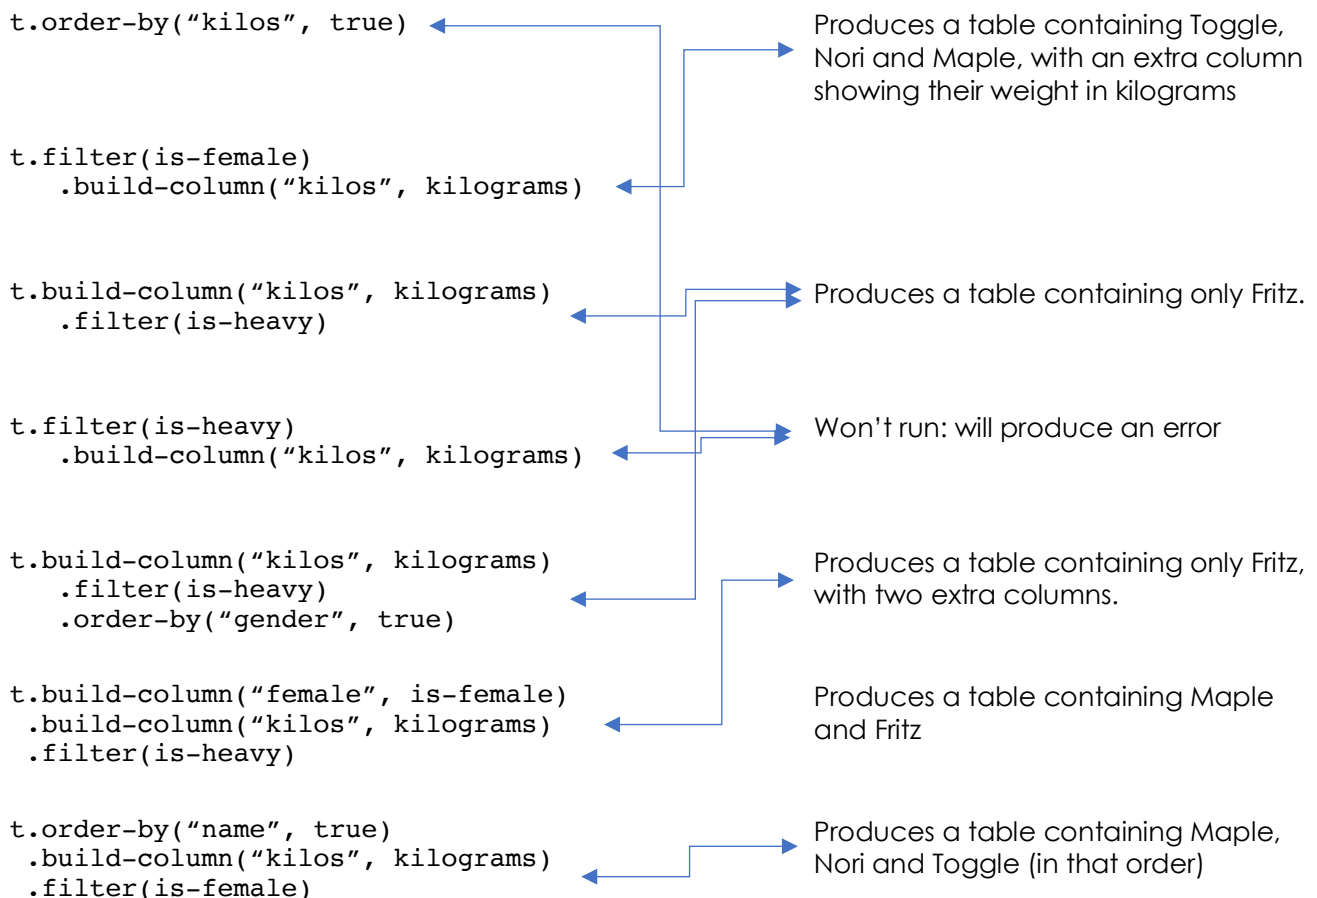 t.order-by(“kilos”, true)
Produces a table containing Toggle,
Nori and Maple, with an extra column
showing their weight in kilograms
t.filter(is-female)
.build-column(“kilos”, kilograms)
t.build-column(“kilos”, kilograms)
.filter(is-heavy)
Produces a table containing only Fritz.
t.filter(is-heavy)
.build-column(“kilos”, kilograms)
Won’t run: will produce an error
t.build-column(“kilos”, kilograms)
.filter(is-heavy)
.order-by(“gender”, true)
Produces a table containing only Fritz,
with two extra columns.
t.build-column(“female”, is-female)
.build-column(“kilos”, kilograms)
.filter(is-heavy)
Produces a table containing Maple
and Fritz
t.order-by(“name”, true)
.build-column(“kilos”, kilograms)
.filter(is-female)
Produces a table containing Maple,
Nori and Toggle (in that order)